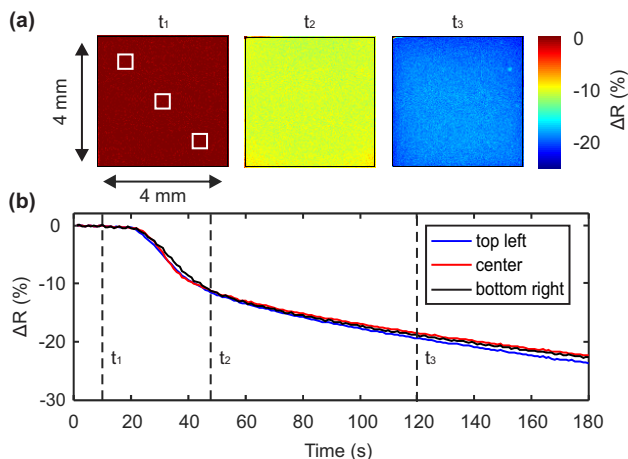 (a)
t1
t2
t3
4 mm
4 mm
0
-10
-20
ΔR (%)
(b)
0
-10
-20
-30
ΔR (%)
top left
center
bottom right
t1
t2
t3
0 20 40 60 80 100 120 140 160 180
Time (s)